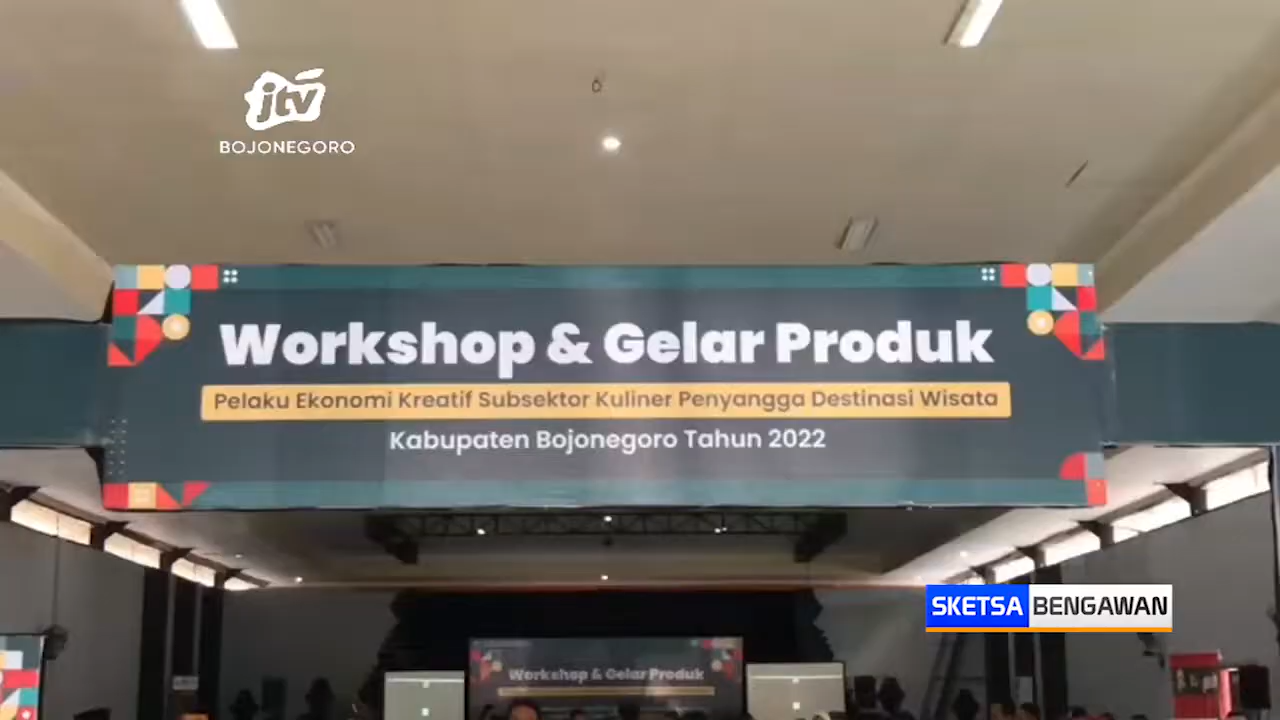 jtv
BOJONEGORO
Workshop & Gelar Produk
Pelaku Ekonomi Kreatif Subsektor Kuliner Penyangga Destinasi Wisata
Kabupaten Bojonegoro Tahun 2022
SKETSA BENGAWAN
Workshop & Gelar Produk